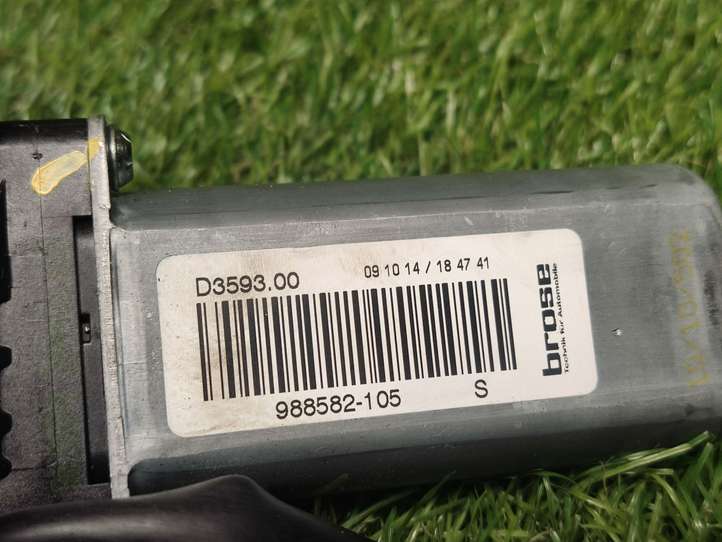 D3593.00
09 10 14 / 18 47 41
988582-105
S
brose
Technik für Automobile